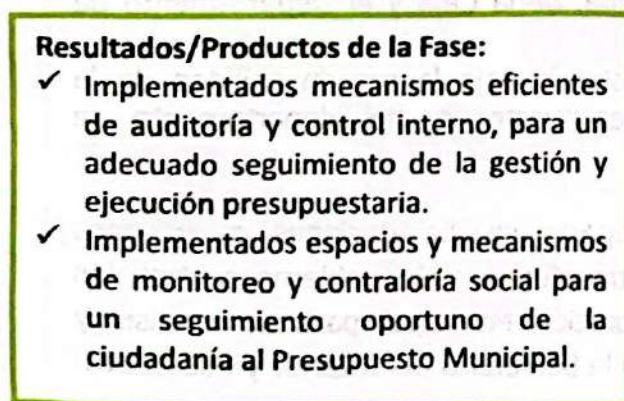 Resultados/Productos de la Fase:
✓ Implementados mecanismos eficientes
de auditoría y control interno, para un
adecuado seguimiento de la gestión y
ejecución presupuestaria.
✓ Implementados espacios y mecanismos
de monitoreo y contraloría social para
un seguimiento oportuno de la
ciudadanía al Presupuesto Municipal.